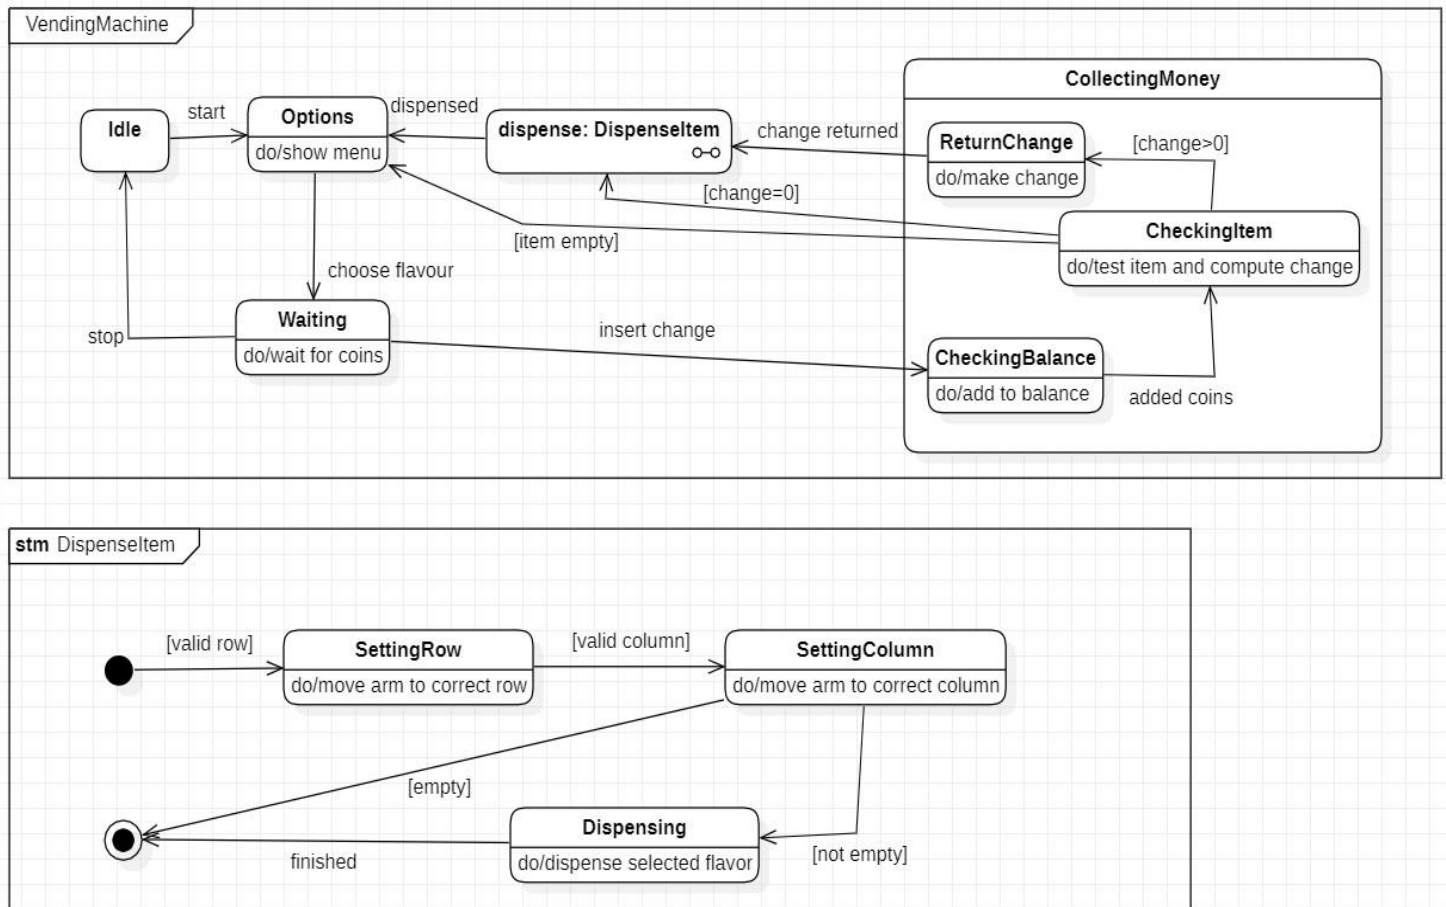 VendingMachine
CollectingMoney
Idle
start
Options
do/show menu
dispensed
dispense: DispenseItem
change returned
ReturnChange
do/make change
[change>0]
[change=0]
[item empty]
CheckingItem
do/test item and compute change
choose flavour
Waiting
do/wait for coins
stop
insert change
CheckingBalance
do/add to balance
added coins
stm DispenseItem
[valid row]
SettingRow
do/move arm to correct row
[valid column]
SettingColumn
do/move arm to correct column
[empty]
Dispensing
do/dispense selected flavor
[not empty]
finished